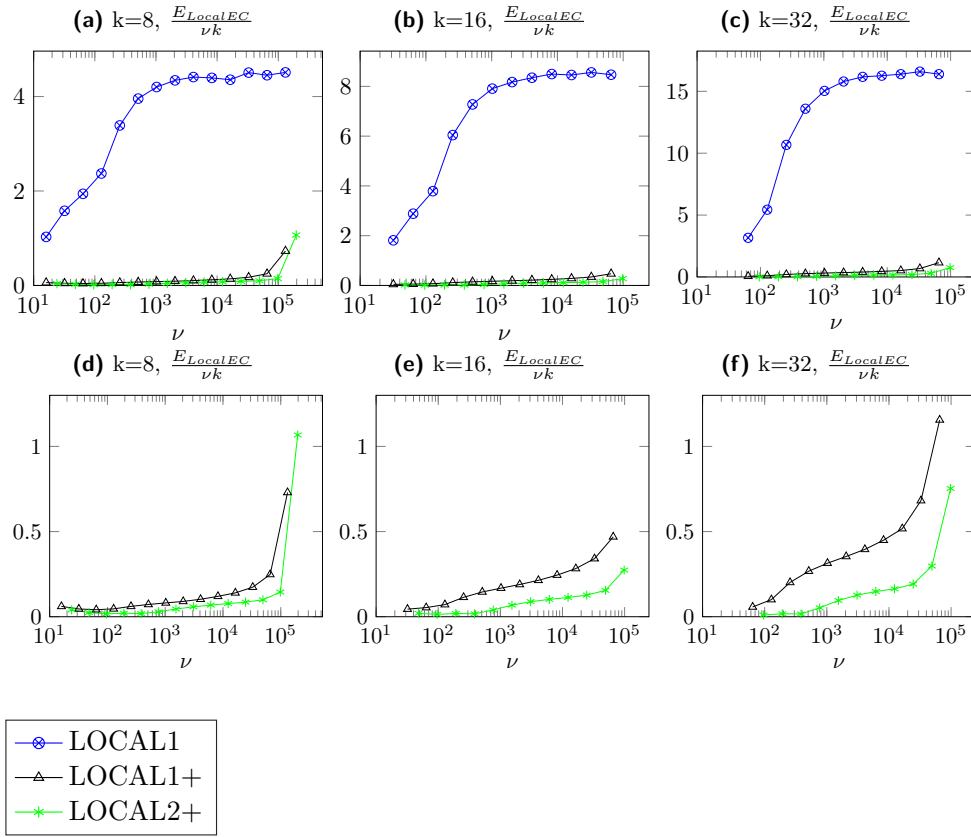 (a) k=8, E_LocalEC/νk
(b) k=16, E_LocalEC/νk
(c) k=32, E_LocalEC/νk
4
2
0
10^1 10^2 10^3 10^4 10^5
ν
8
6
4
2
0
10^1 10^2 10^3 10^4 10^5
ν
15
10
5
0
10^1 10^2 10^3 10^4 10^5
ν
(d) k=8, E_LocalEC/νk
(e) k=16, E_LocalEC/νk
(f) k=32, E_LocalEC/νk
1
0.5
0
10^1 10^2 10^3 10^4 10^5
ν
1
0.5
0
10^1 10^2 10^3 10^4 10^5
ν
1
0.5
0
10^1 10^2 10^3 10^4 10^5
ν
LOCAL1
LOCAL1+
LOCAL2+